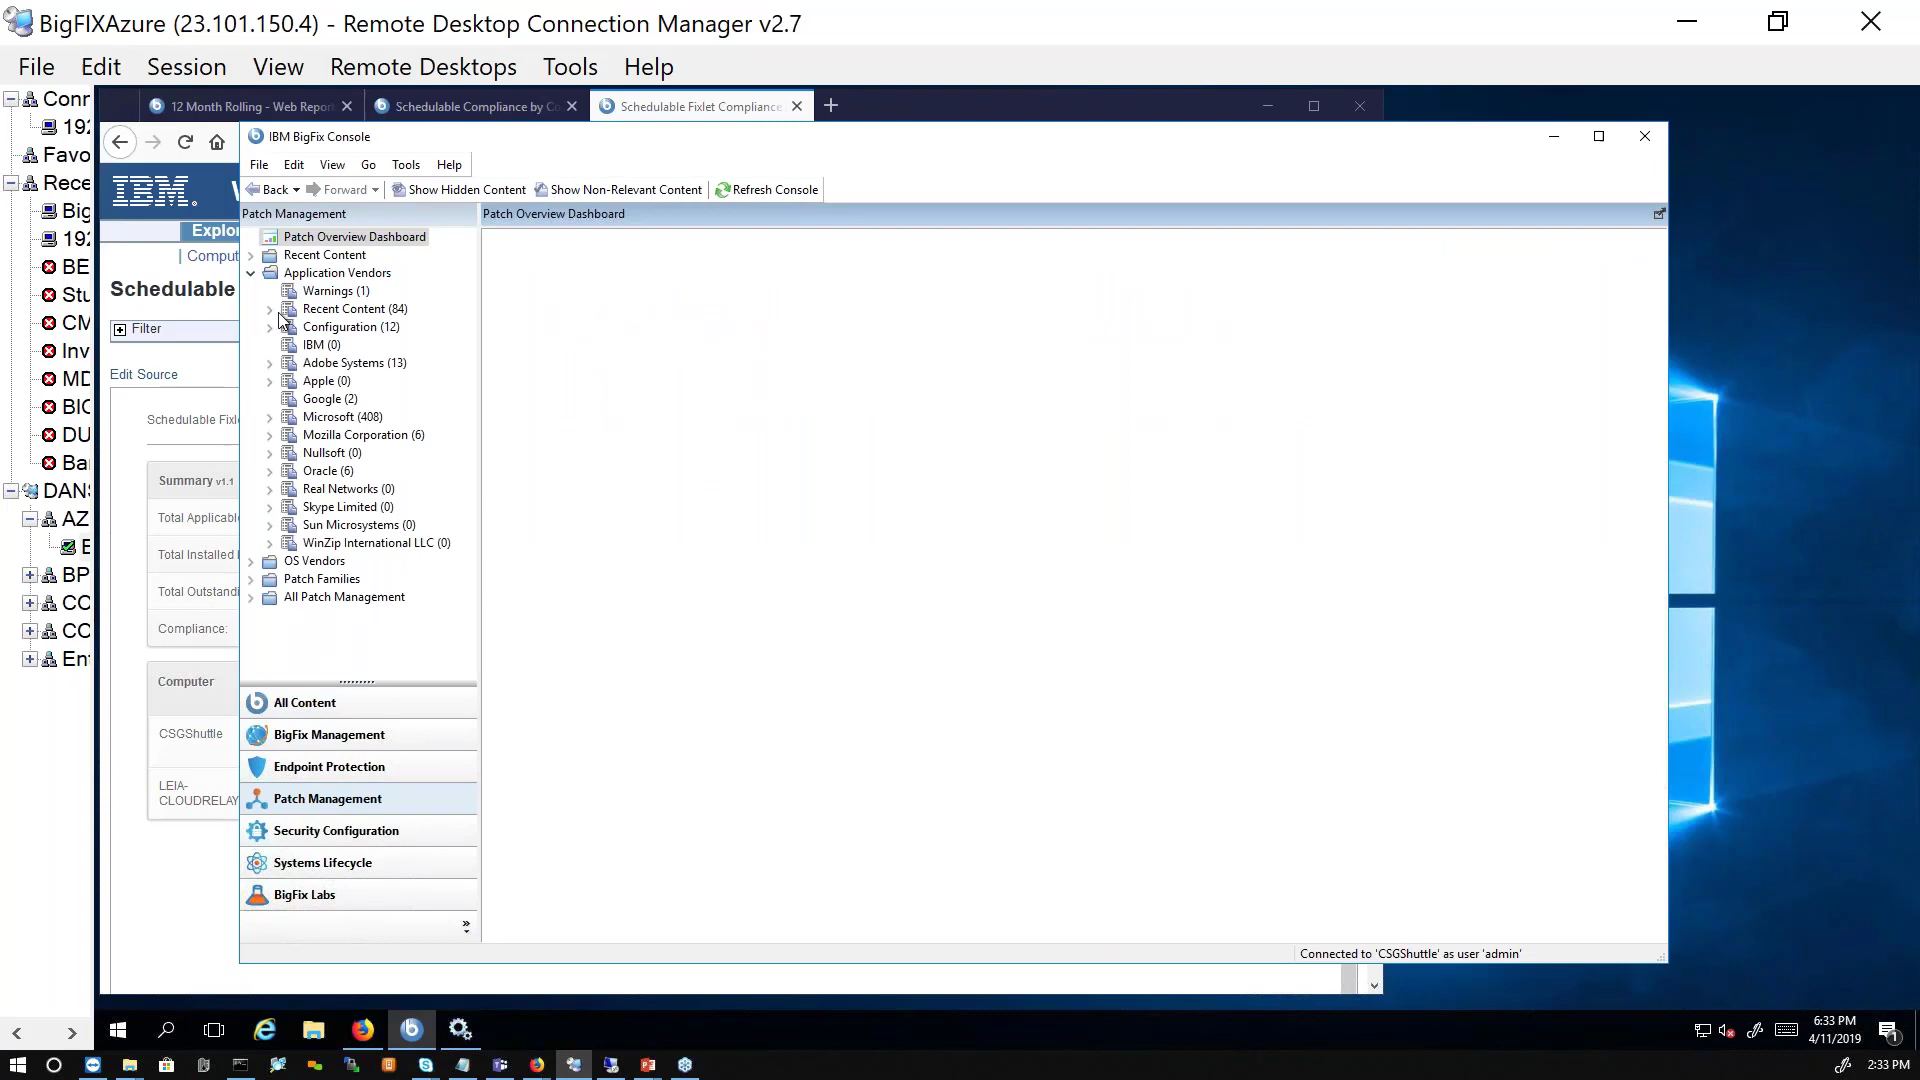 BigFIXAzure (23.101.150.4) - Remote Desktop Connection Manager v2.7
File Edit Session View Remote Desktops Tools Help
Conr
192
Favo
Rece
Big
192
BE
Stu
CM
Inv
MD
BIG
DU
Bar
DANS
AZ
E
BP
CC
CC
Ent
12 Month Rolling - Web Report
Schedulable Compliance by Co
Schedulable Fixlet Compliance
IBM.
Explor
Comput
Schedulable
Filter
Edit Source
Schedulable Fixl
Summary v1.1
Total Applicabl
Total Installed
Total Outstandi
Compliance:
Computer
CSGShuttle
LEIA-
CLOUDRELAY
IBM BigFix Console
File Edit View Go Tools Help
Back Forward Show Hidden Content Show Non-Relevant Content Refresh Console
Patch Management
Patch Overview Dashboard
Patch Overview Dashboard
Recent Content
Application Vendors
Warnings (1)
Recent Content (84)
Configuration (12)
IBM (0)
Adobe Systems (13)
Apple (0)
Google (2)
Microsoft (408)
Mozilla Corporation (6)
Nullsoft (0)
Oracle (6)
Real Networks (0)
Skype Limited (0)
Sun Microsystems (0)
WinZip International LLC (0)
OS Vendors
Patch Families
All Patch Management
All Content
BigFix Management
Endpoint Protection
Patch Management
Security Configuration
Systems Lifecycle
BigFix Labs
Connected to 'CSGShuttle' as user 'admin'
6:33 PM
4/11/2019
1
2:33 PM